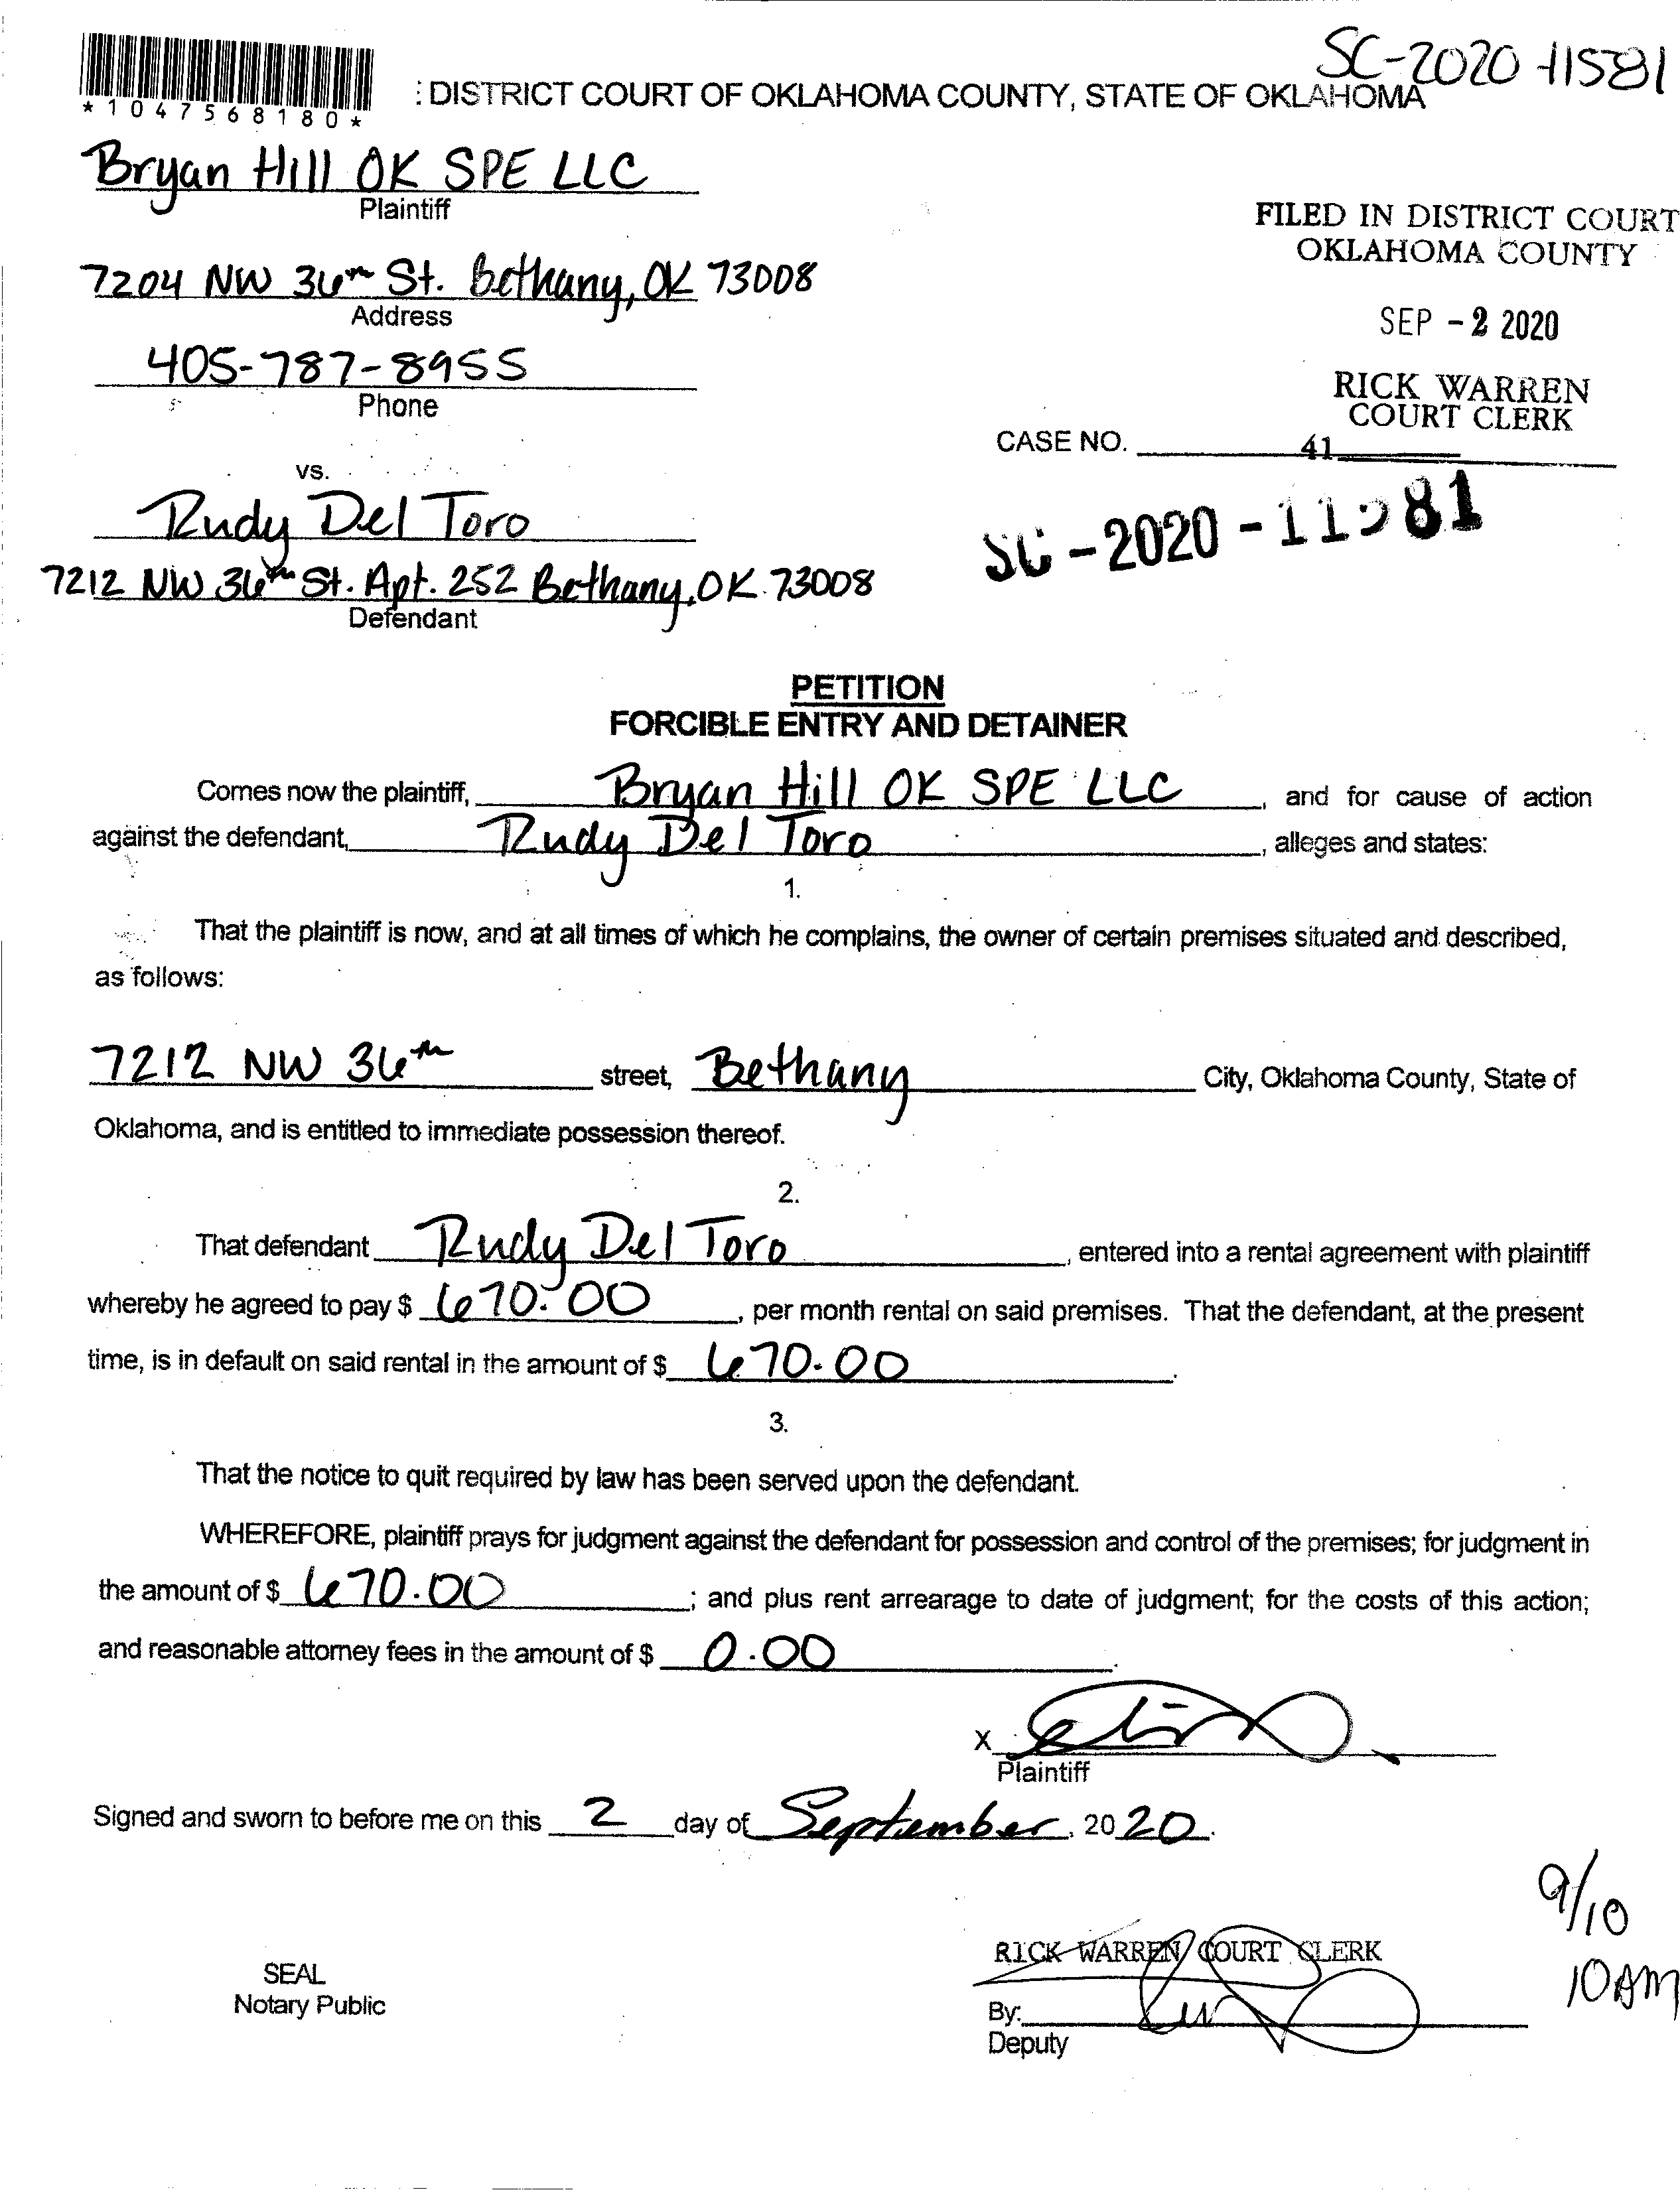 SC-2020-11581
*1047568180*
: DISTRICT COURT OF OKLAHOMA COUNTY, STATE OF OKLAHOMA
Bryan Hill OK SPE LLC
Plaintiff
FILED IN DISTRICT COURT
OKLAHOMA COUNTY
7204 NW 36th St. Bethany, OK 73008
Address
SEP - 2 2020
405-787-8955
Phone
RICK WARREN
COURT CLERK
CASE NO.
41
vs.
Rudy Del Toro
SC - 2020 - 11581
7212 NW 36th St. Apt. 252 Bethany, OK 73008
Defendant
PETITION
FORCIBLE ENTRY AND DETAINER
Comes now the plaintiff, Bryan Hill OK SPE LLC, and for cause of action
against the defendant, Rudy Del Toro, alleges and states:
1.
That the plaintiff is now, and at all times of which he complains, the owner of certain premises situated and described,
as follows:
7212 NW 36th street, Bethany City, Oklahoma County, State of
Oklahoma, and is entitled to immediate possession thereof.
2.
That defendant Rudy Del Toro, entered into a rental agreement with plaintiff
whereby he agreed to pay $ 670.00, per month rental on said premises. That the defendant, at the present
time, is in default on said rental in the amount of $ 670.00.
3.
That the notice to quit required by law has been served upon the defendant.
WHEREFORE, plaintiff prays for judgment against the defendant for possession and control of the premises; for judgment in
the amount of $ 670.00; and plus rent arrearage to date of judgment; for the costs of this action;
and reasonable attorney fees in the amount of $ 0.00.
X
Plaintiff
Signed and sworn to before me on this 2 day of September, 2020.
9/10
10AM
RICK WARREN COURT CLERK
SEAL
Notary Public
By:
Deputy